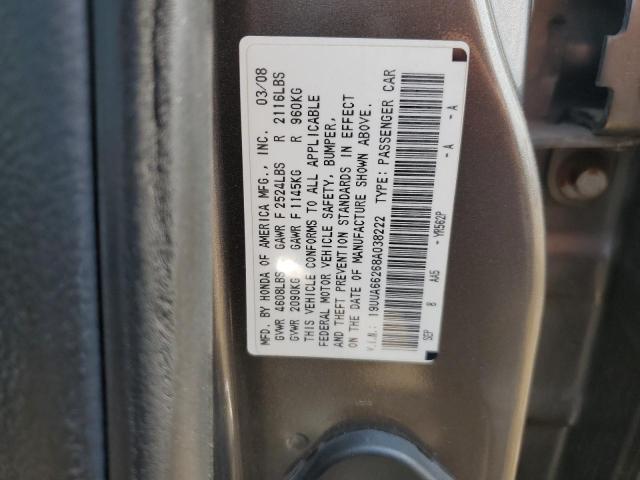 MFD. BY HONDA OF AMERICA MFG., INC. 03/08
GVWR 4608LBS GAWR F 2524LBS R 2116LBS
GVWR 2090KG GAWR F 1145KG R 960KG
THIS VEHICLE CONFORMS TO ALL APPLICABLE
FEDERAL MOTOR VEHICLE SAFETY, BUMPER,
AND THEFT PREVENTION STANDARDS IN EFFECT
ON THE DATE OF MANUFACTURE SHOWN ABOVE.
V.I.N.: 19UUA66268A038222 TYPE: PASSENGER CAR
SEP 8 AA5 -YR562P -A -A